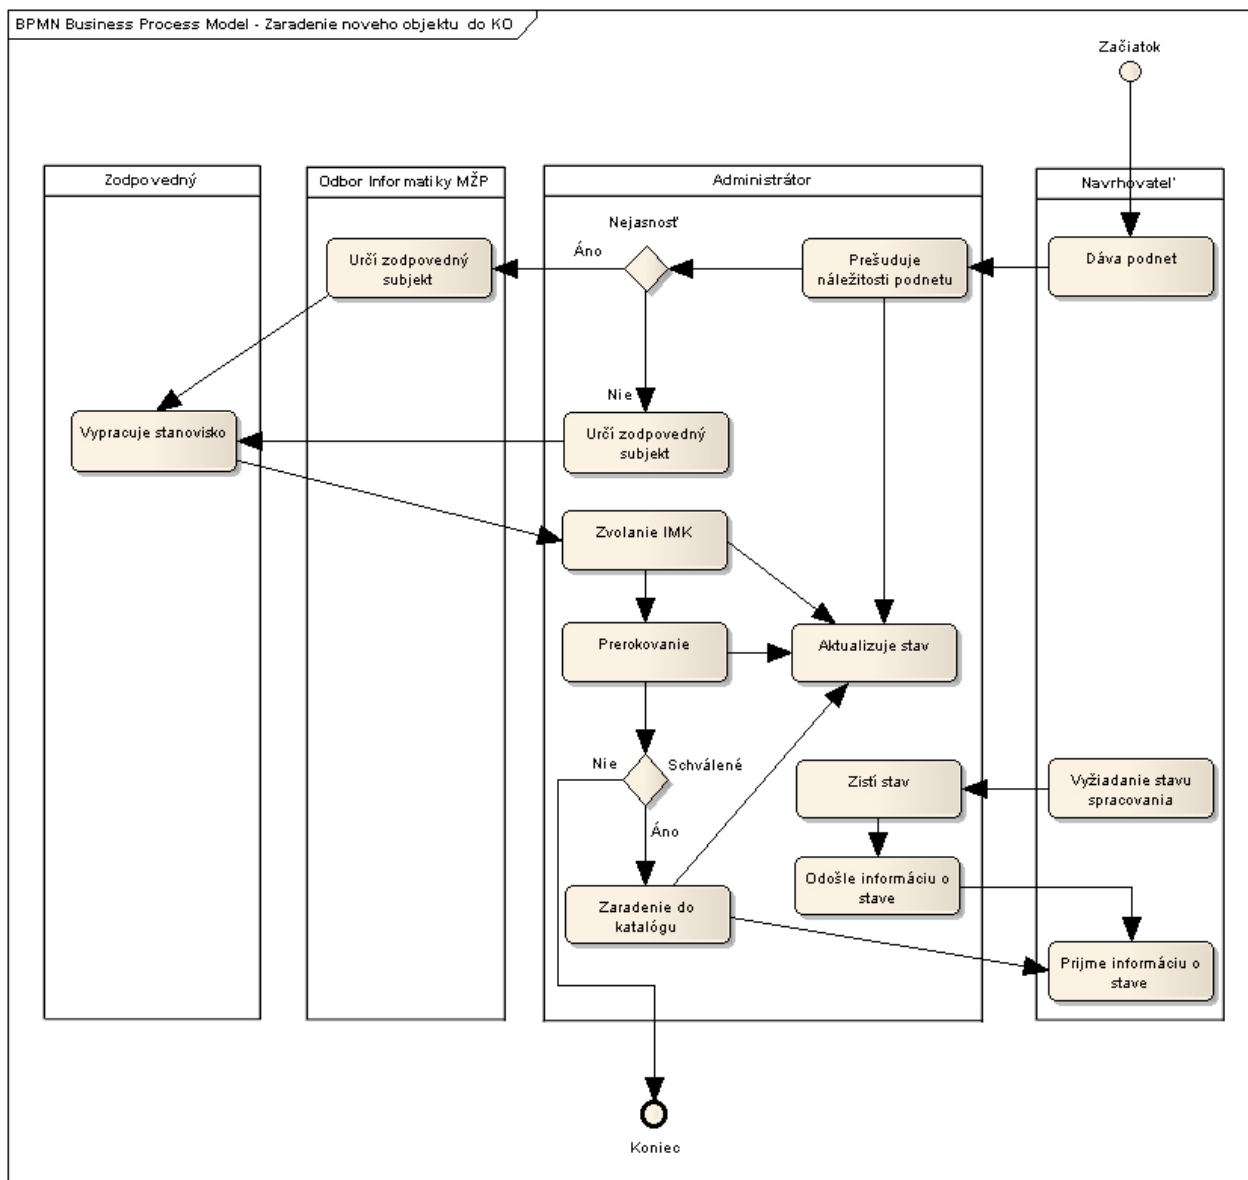 BPMN Business Process Model - Zaradenie noveho objektu do KO
Začiatok
Zodpovedný
Odbor Informatiky MŽP
Administrátor
Navrhovateľ
Nejasnosť
Áno
Určí zodpovedný
subjekt
Prešuduje
náležitosti podnetu
Dáva podnet
Nie
Vypracuje stanovisko
Určí zodpovedný
subjekt
Zvolanie IMK
Prerokovanie
Aktualizuje stav
Nie
Schválené
Zistí stav
Vyžiadanie stavu
spracovania
Áno
Odošle informáciu o
stave
Zaradenie do
katalógu
Prijme informáciu o
stave
Koniec